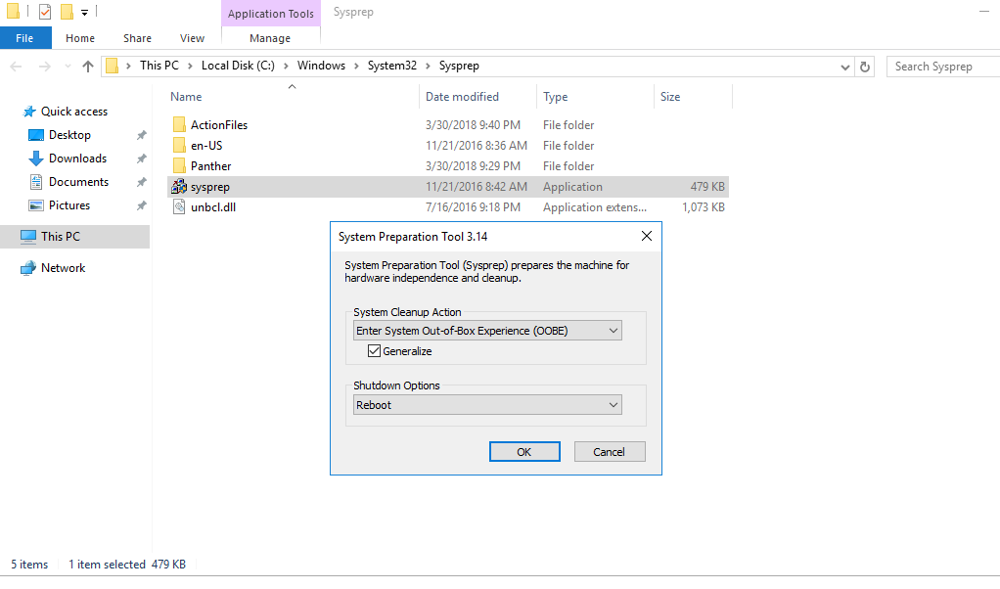 Application Tools Sysprep
File Home Share View Manage
This PC Local Disk (C:) Windows System32 Sysprep Search Sysprep
Name Date modified Type Size
Quick access
Desktop
Downloads
Documents
Pictures
This PC
Network
ActionFiles 3/30/2018 9:40 PM File folder
en-US 11/21/2016 8:36 AM File folder
Panther 3/30/2018 9:29 PM File folder
sysprep 11/21/2016 8:42 AM Application 479 KB
unbcl.dll 7/16/2016 9:18 PM Application extens... 1,073 KB
System Preparation Tool 3.14
System Preparation Tool (Sysprep) prepares the machine for
hardware independence and cleanup.
System Cleanup Action
Enter System Out-of-Box Experience (OOBE)
Generalize
Shutdown Options
Reboot
OK Cancel
5 items 1 item selected 479 KB